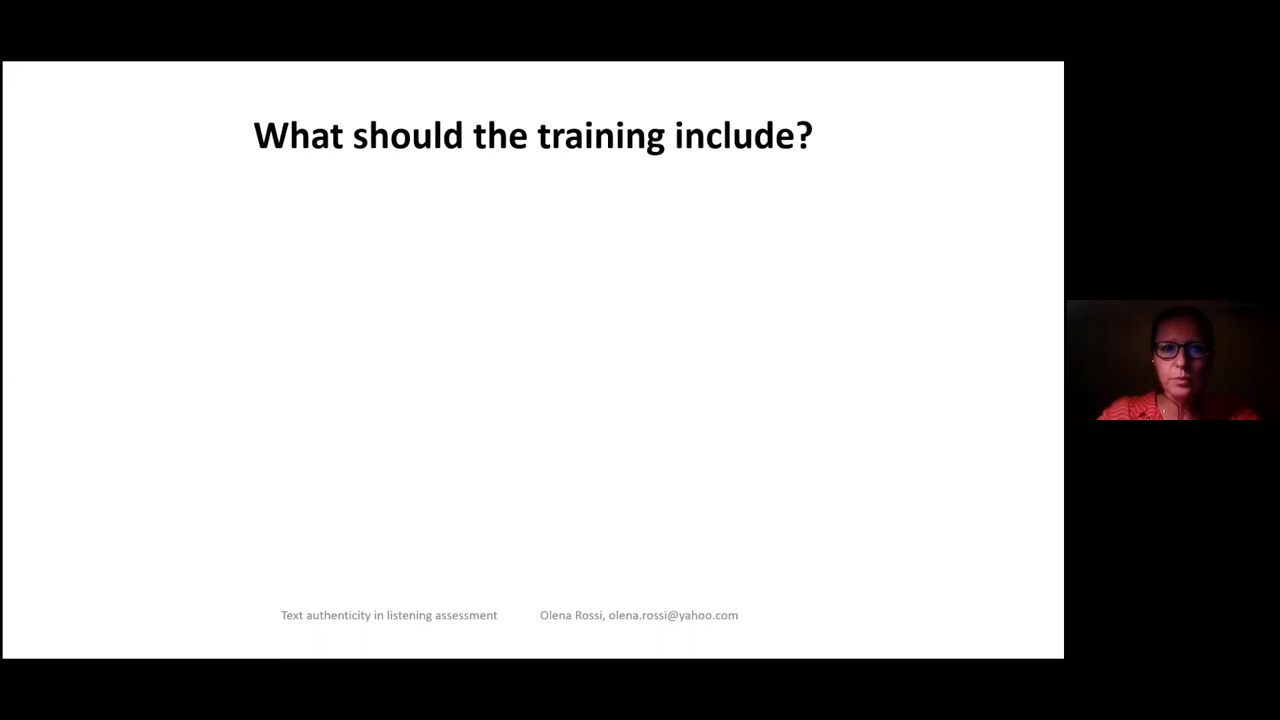 What should the training include?
Text authenticity in listening assessment Olena Rossi, olena.rossi@yahoo.com